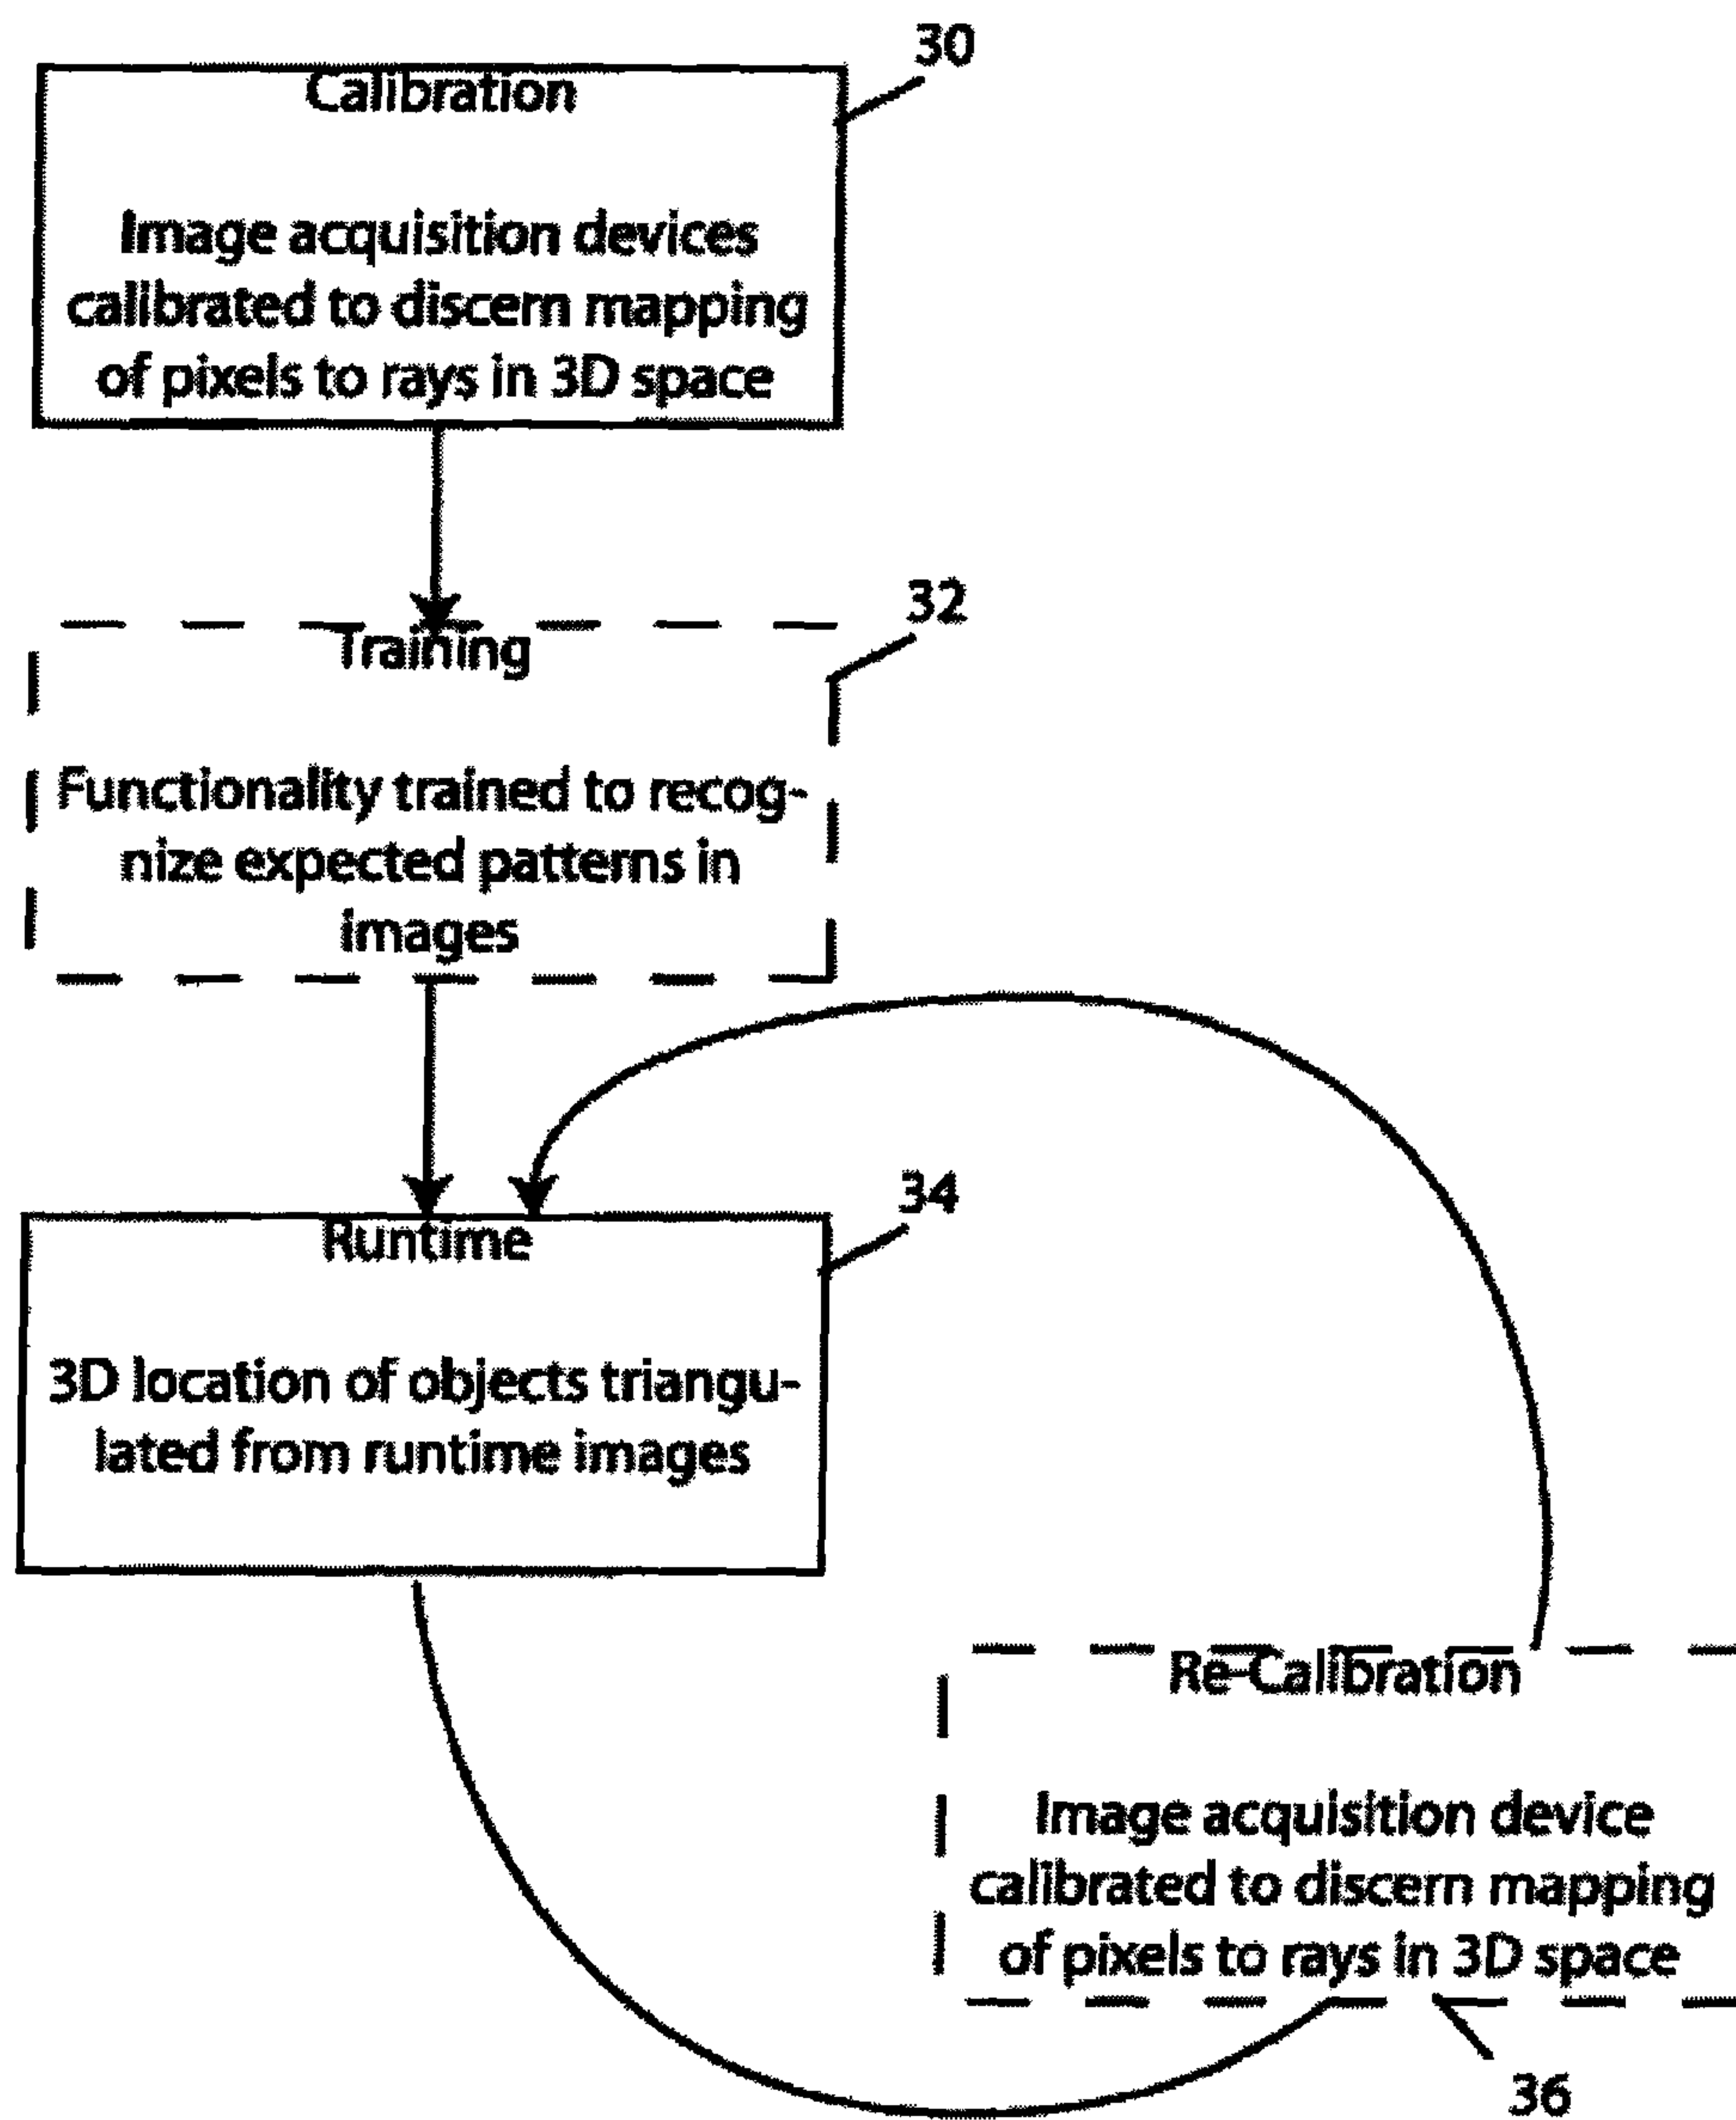 30
Calibration
Image acquisition devices
calibrated to discern mapping
of pixels to rays in 3D space
32
Training
Functionality trained to recog-
nize expected patterns in
images
34
Runtime
3D location of objects triangu-
lated from runtime images
Re-Calibration
Image acquisition device
calibrated to discern mapping
of pixels to rays in 3D space
36